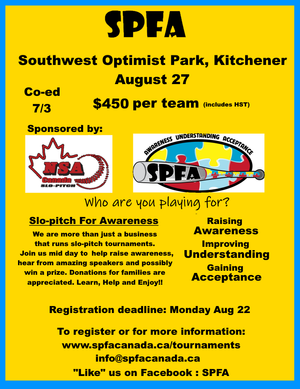 SPFA
Southwest Optimist Park, Kitchener
August 27
Co-ed
7/3
$450 per team (includes HST)
Sponsored by:
NSA
Canada
SLO-PITCH
AWARENESS UNDERSTANDING ACCEPTANCE
SPFA
Who are you playing for?
Slo-pitch For Awareness
We are more than just a business
that runs slo-pitch tournaments.
Join us mid day to help raise awareness,
hear from amazing speakers and possibly
win a prize. Donations for families are
appreciated. Learn, Help and Enjoy!!
Raising
Awareness
Improving
Understanding
Gaining
Acceptance
Registration deadline: Monday Aug 22
To register or for more information:
www.spfacanada.ca/tournaments
info@spfacanada.ca
"Like" us on Facebook : SPFA